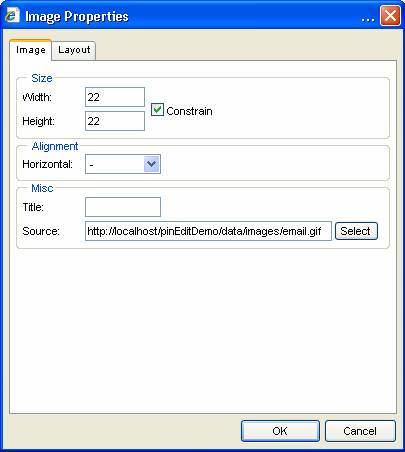 Image Properties ...
Image Layout
Size
Width: 22
Height: 22
Constrain
Alignment
Horizontal: -
Misc
Title:
Source: http://localhost/pinEditDemo/data/images/email.gif Select
OK Cancel